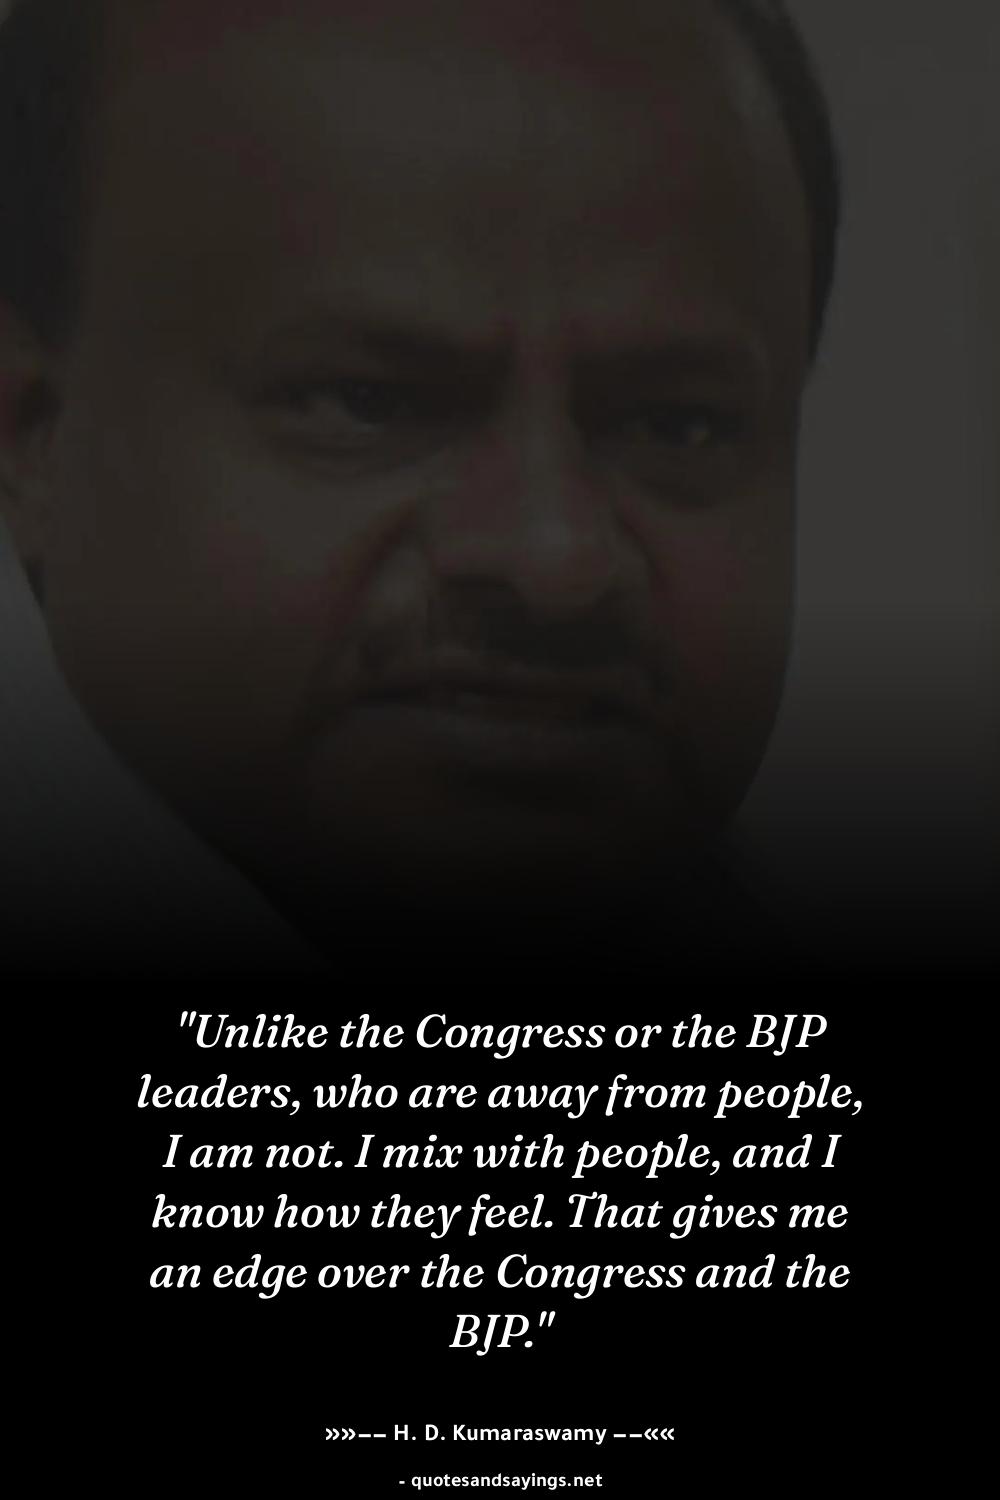 "Unlike the Congress or the BJP
leaders, who are away from people,
I am not. I mix with people, and I
know how they feel. That gives me
an edge over the Congress and the
BJP."
»»−− H. D. Kumaraswamy −−««
- quotesandsayings.net